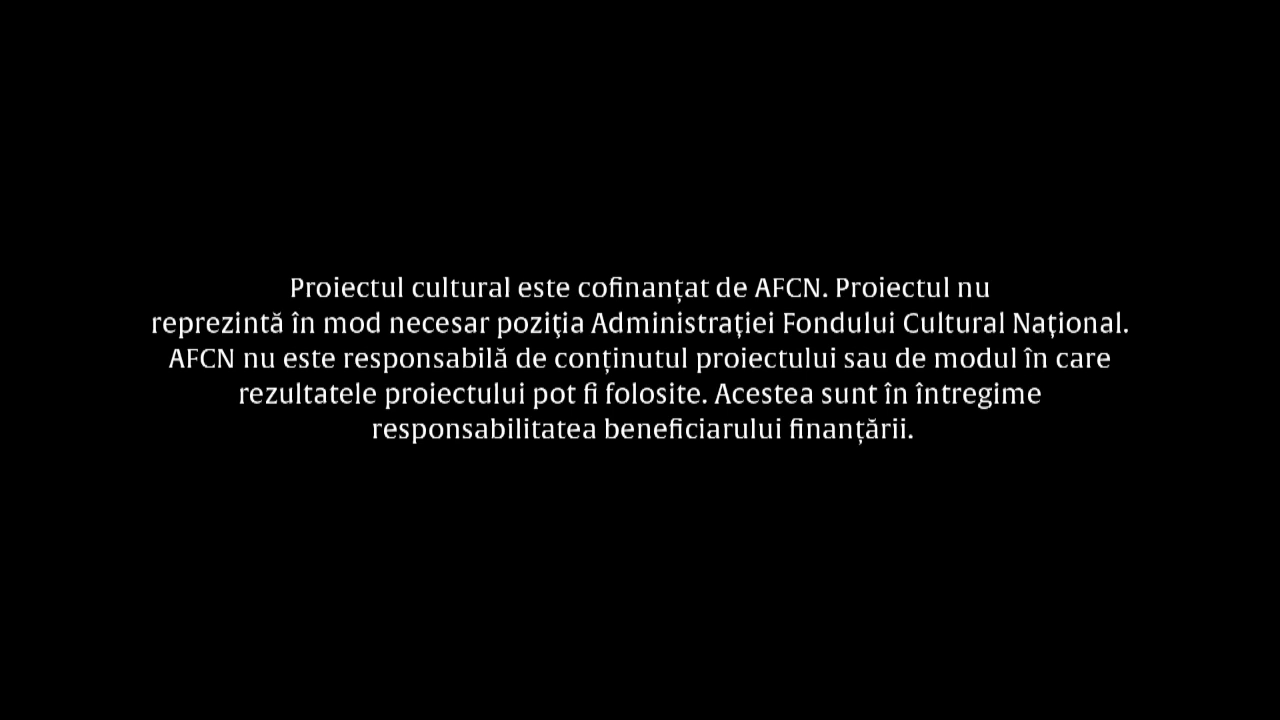 Proiectul cultural este cofinanțat de AFCN. Proiectul nu
reprezintă în mod necesar poziţia Administrației Fondului Cultural Național.
AFCN nu este responsabilă de conținutul proiectului sau de modul în care
rezultatele proiectului pot fi folosite. Acestea sunt în întregime
responsabilitatea beneficiarului finanțării.